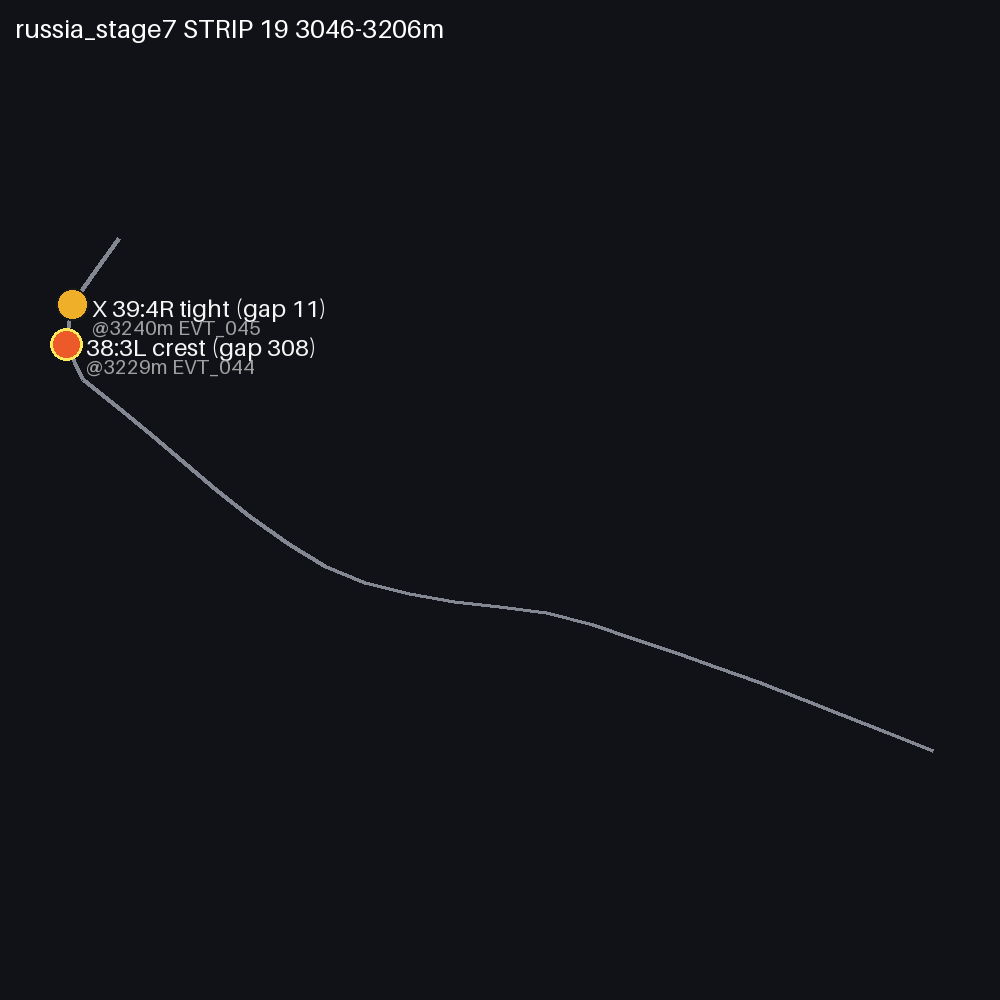 russia_stage7 STRIP 19 3046-3206m
X 39:4R tight (gap 11)
@3240m EVT_045
38:3L crest (gap 308)
@3229m EVT_044